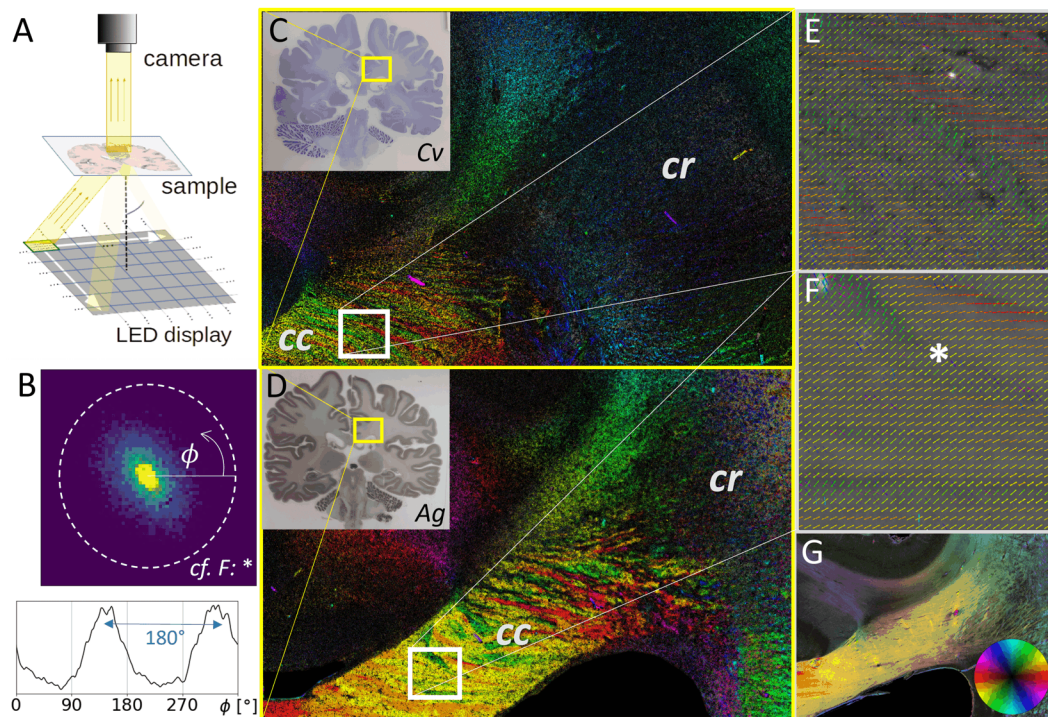 A
camera
sample
LED display
B
ϕ
cf. F: *
180°
0 90 180 270 ϕ [°]
C
Cv
cr
cc
D
Ag
cr
cc
E
F
*
G